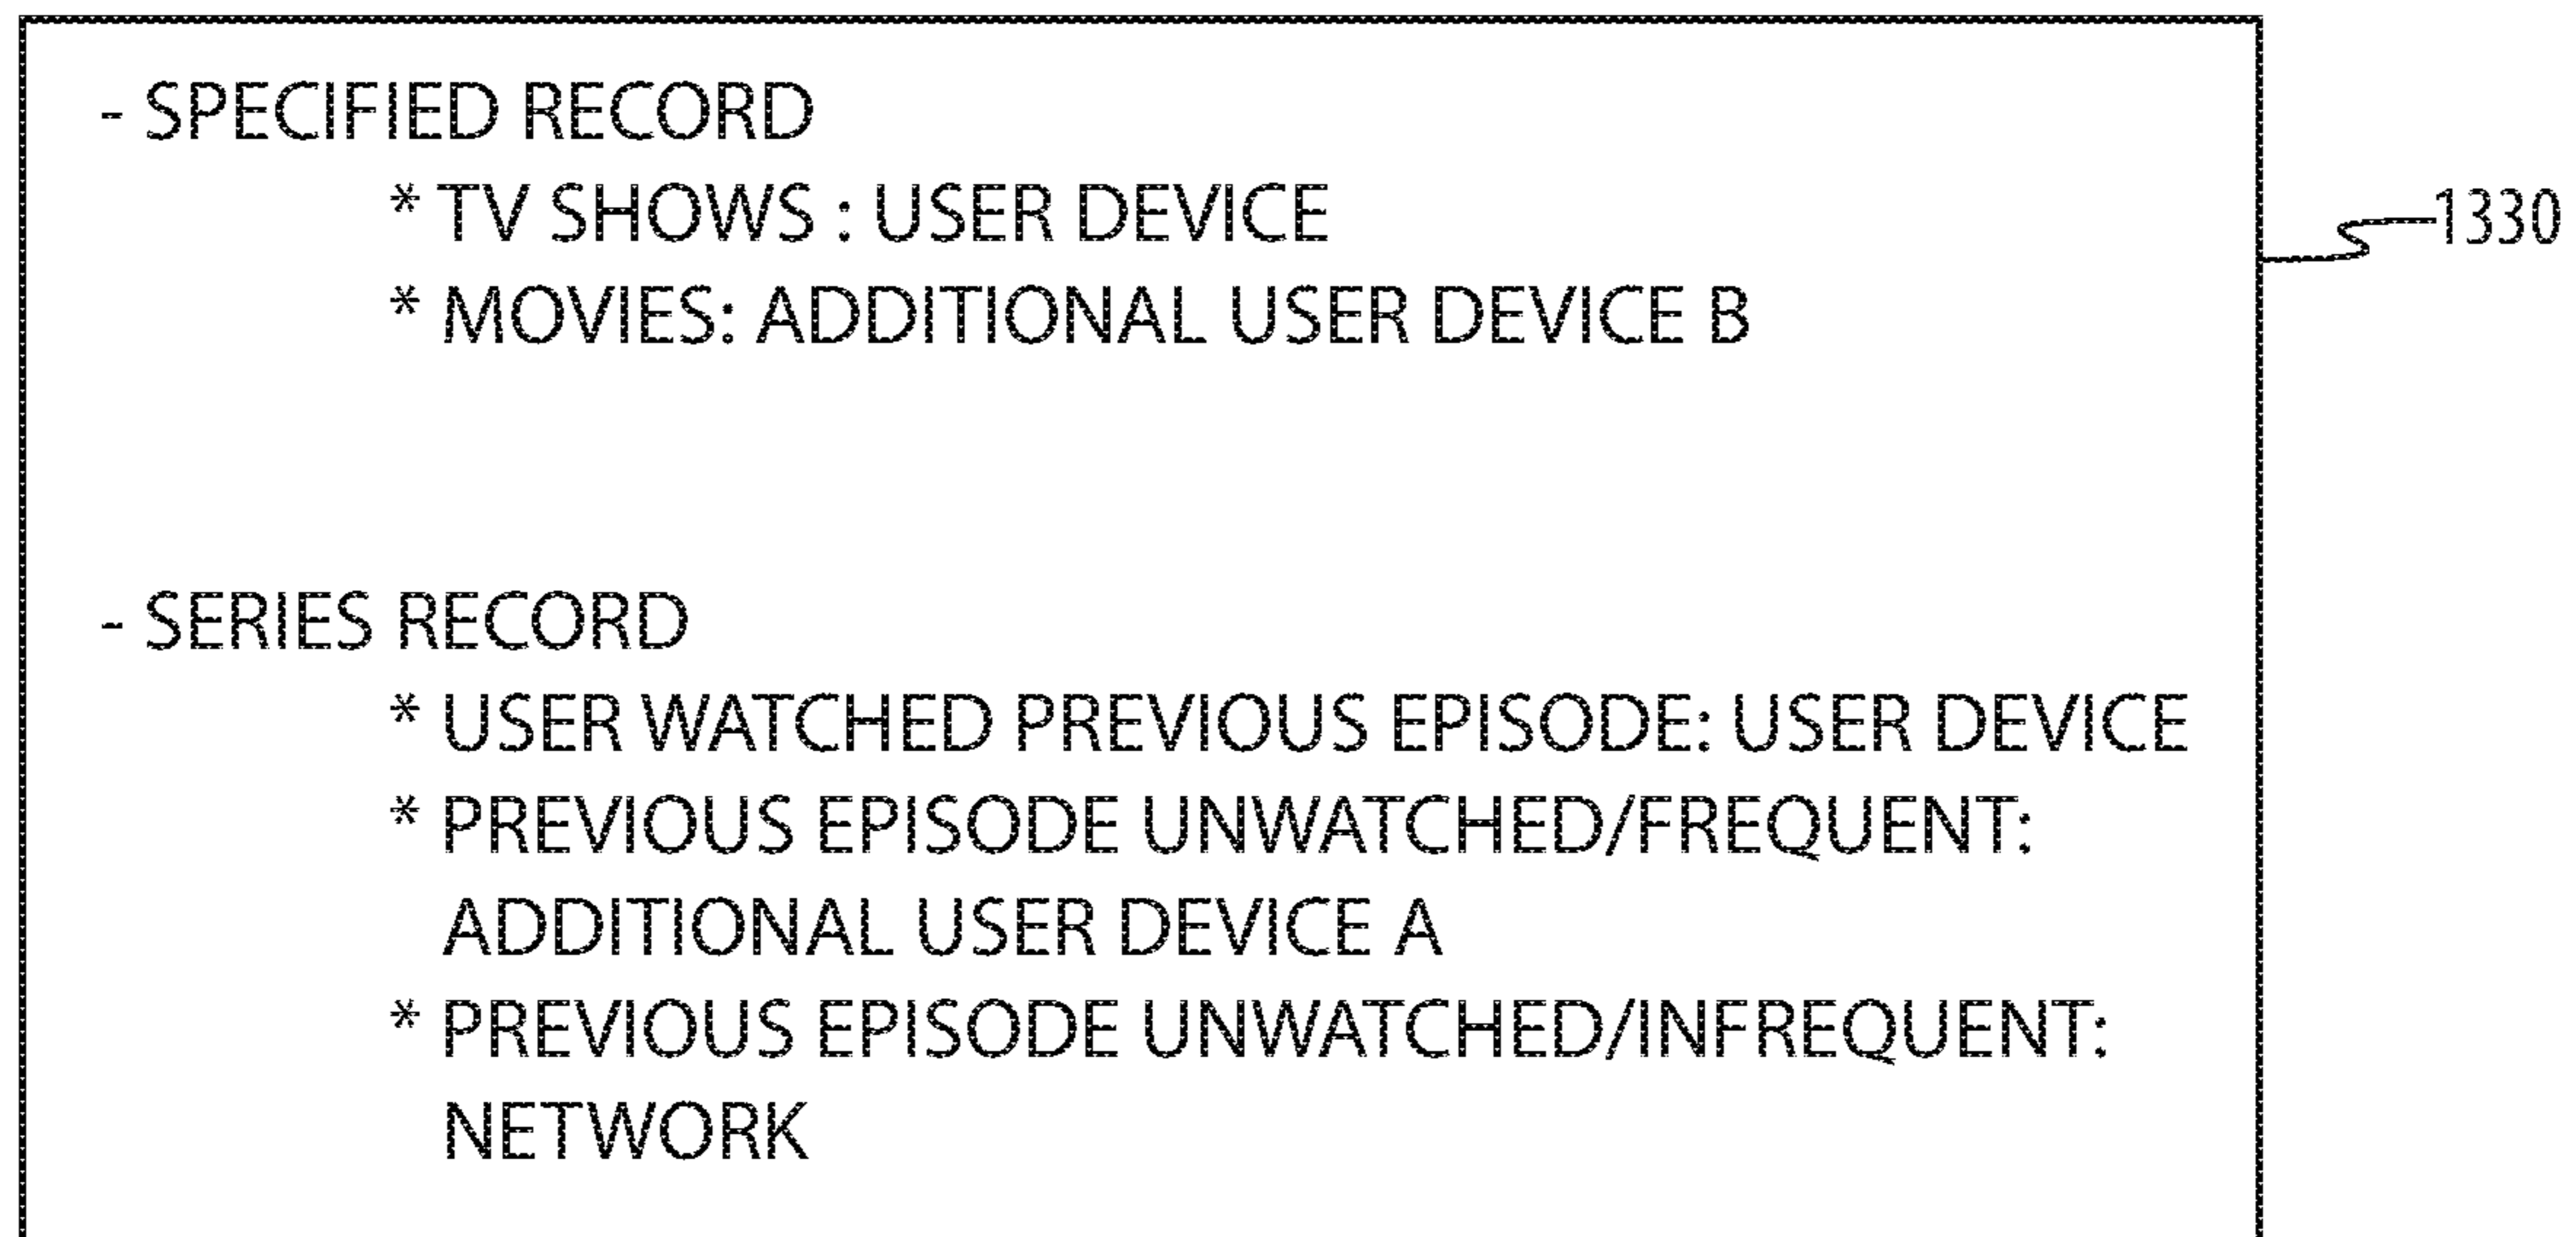 - SPECIFIED RECORD
* TV SHOWS : USER DEVICE
1330
* MOVIES: ADDITIONAL USER DEVICE B
- SERIES RECORD
* USER WATCHED PREVIOUS EPISODE: USER DEVICE
* PREVIOUS EPISODE UNWATCHED/FREQUENT:
ADDITIONAL USER DEVICE A
* PREVIOUS EPISODE UNWATCHED/INFREQUENT:
NETWORK